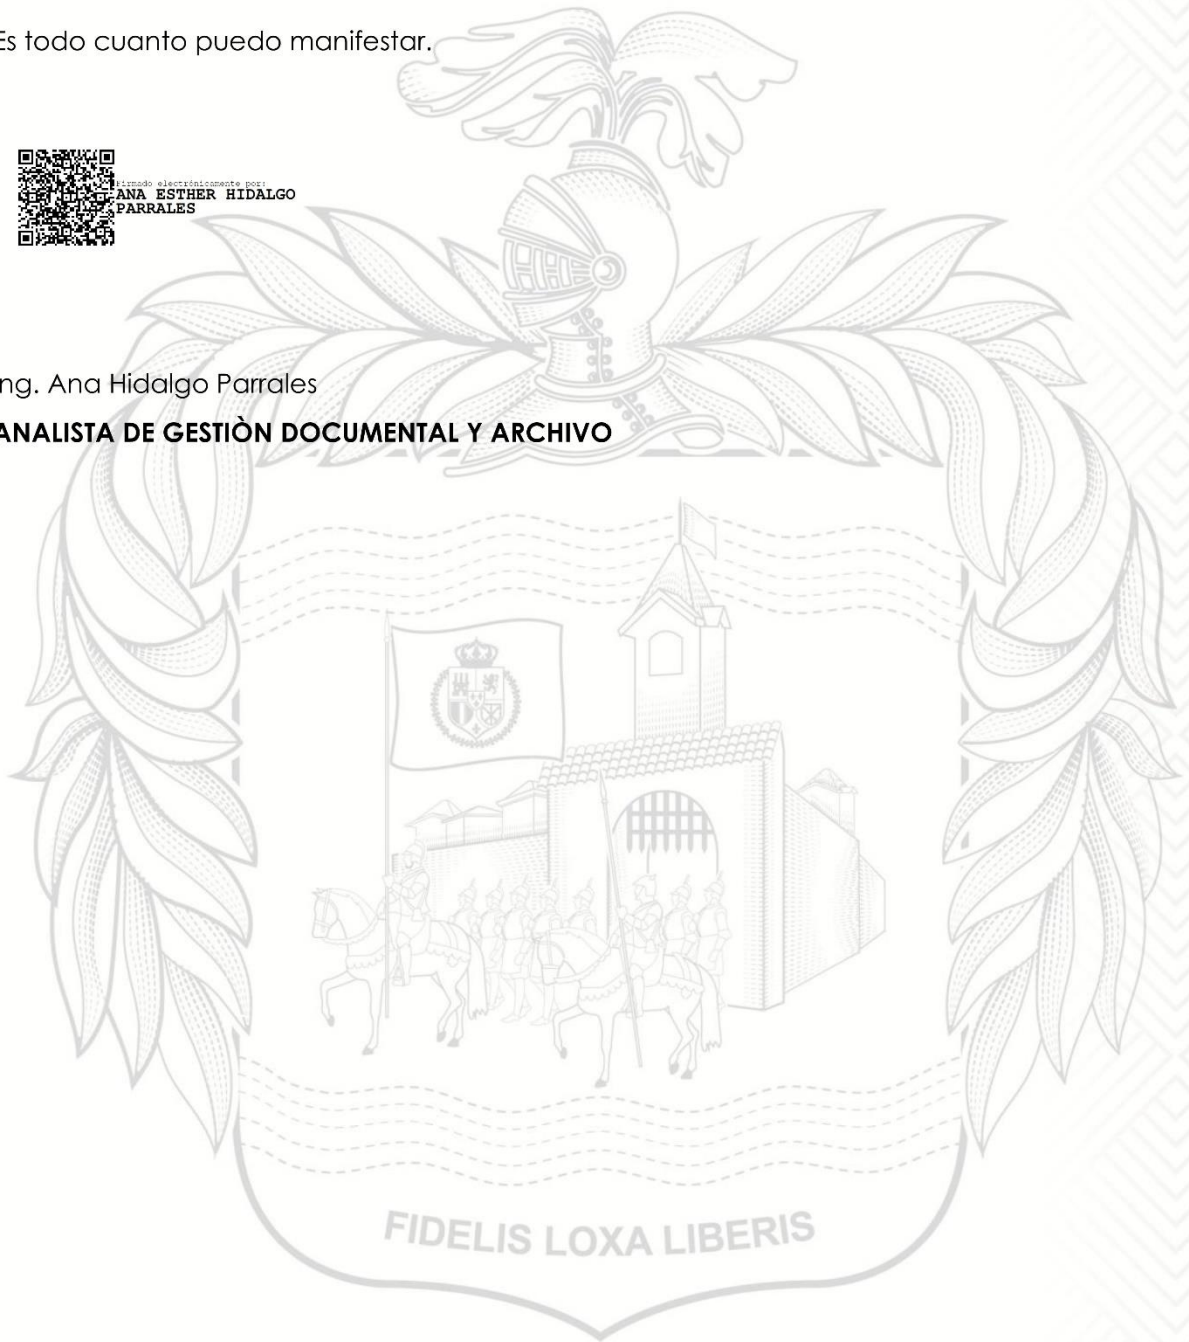 Es todo cuanto puedo manifestar.
Firmado electrónicamente por:
ANA ESTHER HIDALGO
PARRALES
Ing. Ana Hidalgo Parrales
ANALISTA DE GESTIÒN DOCUMENTAL Y ARCHIVO
FIDELIS LOXA LIBERIS